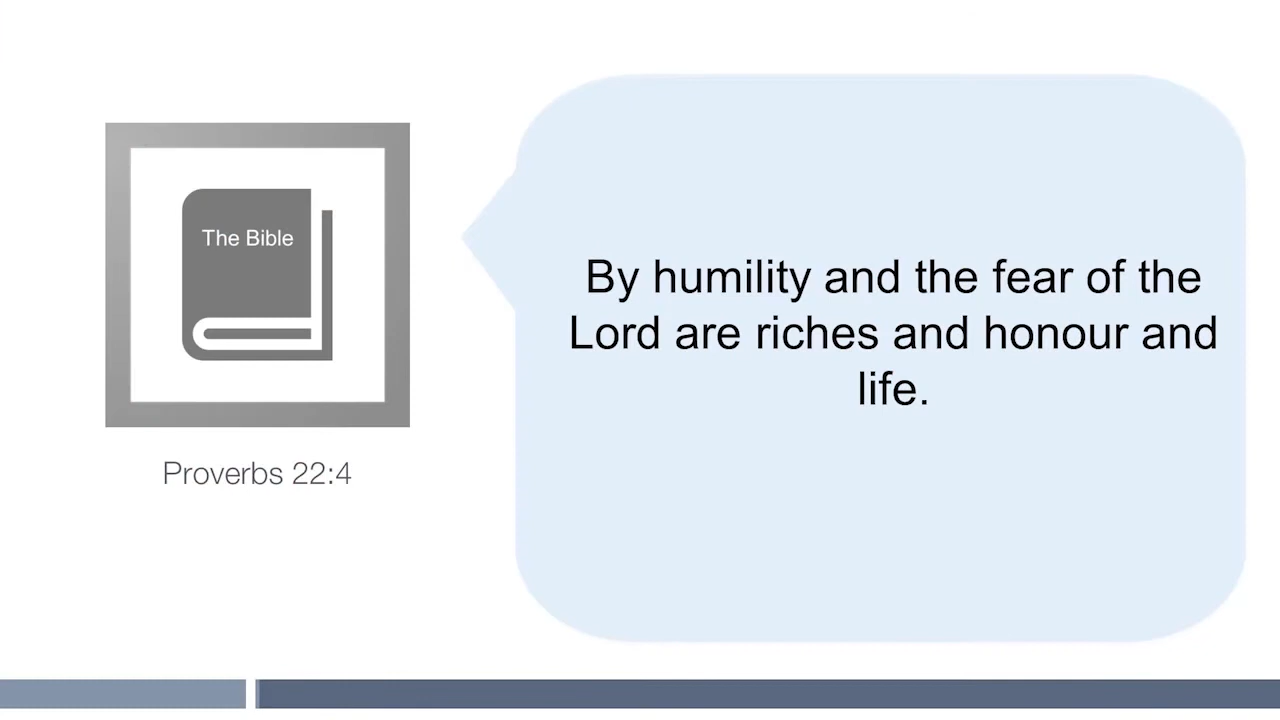 The Bible
Proverbs 22:4
By humility and the fear of the
Lord are riches and honour and
life.